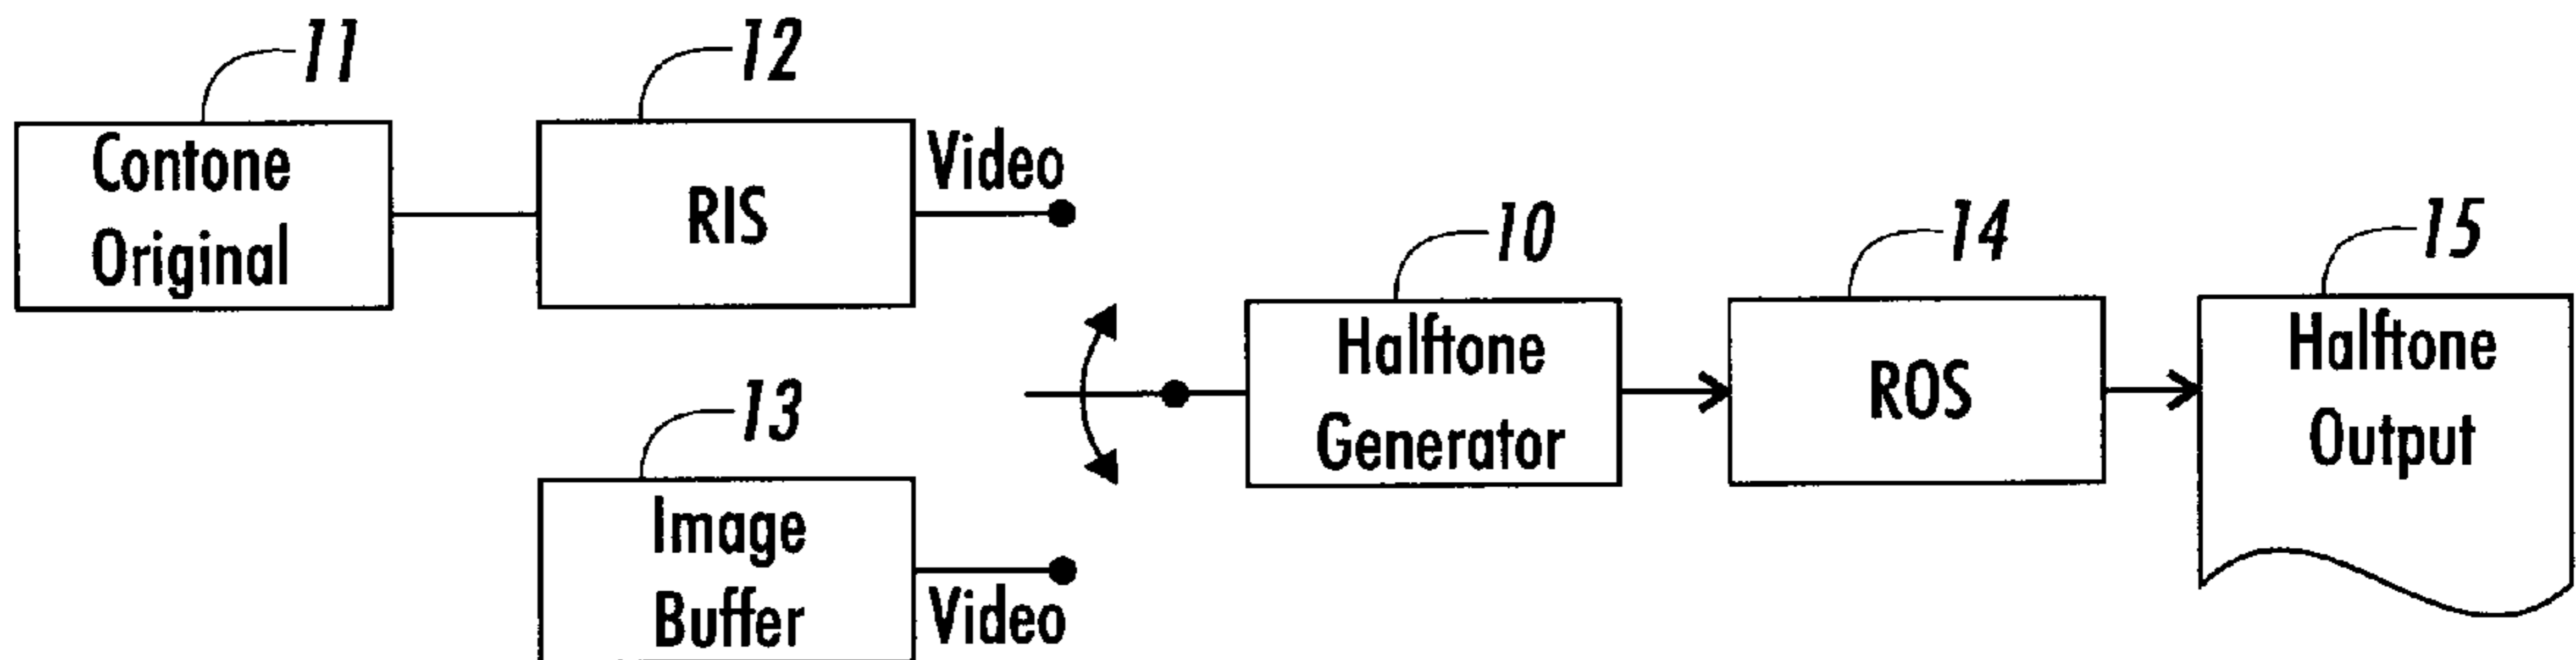 11
Contone
Original
12
RIS
Video
13
Image
Buffer
Video
10
Halftone
Generator
14
ROS
15
Halftone
Output